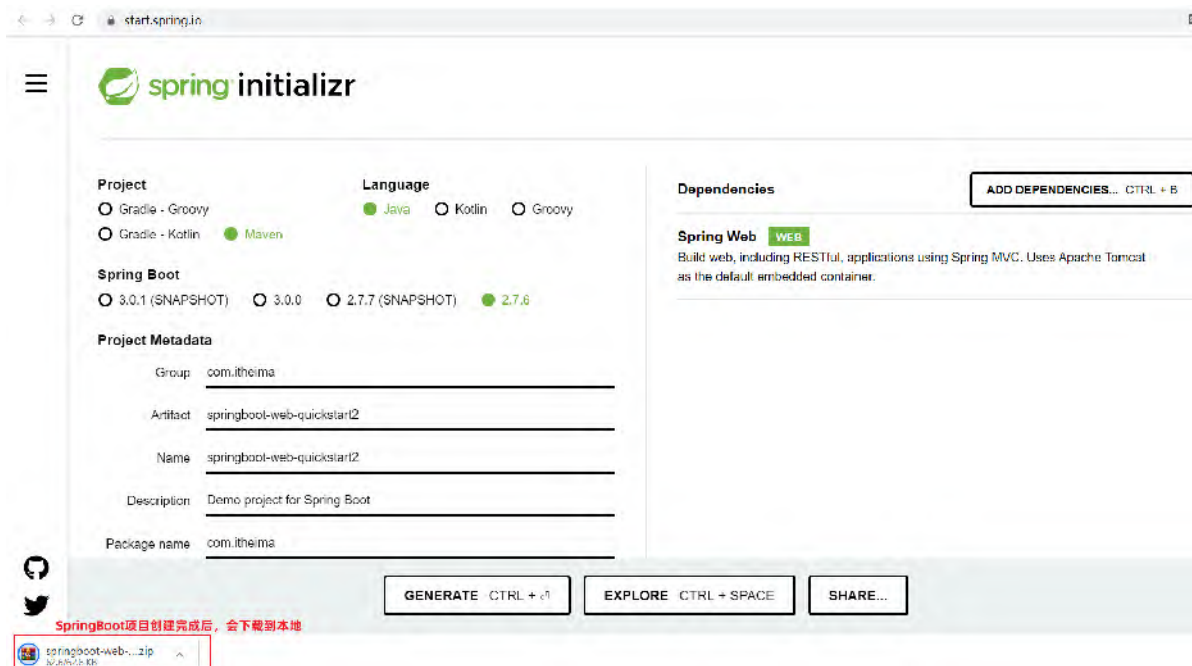 start.spring.io
spring initializr
Project
Gradle - Groovy
Gradle - Kotlin Maven
Language
Java Kotlin Groovy
Spring Boot
3.0.1 (SNAPSHOT) 3.0.0 2.7.7 (SNAPSHOT) 2.7.6
Project Metadata
Group com.itheima
Artifact springboot-web-quickstart2
Name springboot-web-quickstart2
Description Demo project for Spring Boot
Package name com.itheima
Dependencies
ADD DEPENDENCIES... CTRL + B
Spring Web WEB
Build web, including RESTful, applications using Spring MVC. Uses Apache Tomcat
as the default embedded container.
GENERATE CTRL + ⏎
EXPLORE CTRL + SPACE
SHARE...
SpringBoot项目创建完成后，会下载到本地
springboot-web-...zip